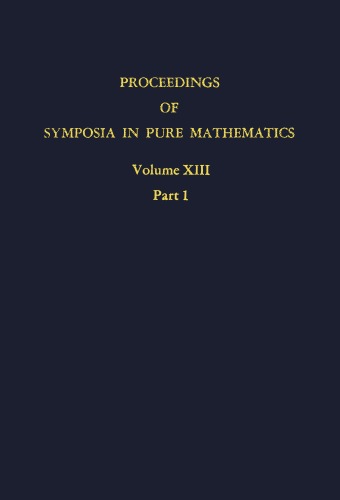 PROCEEDINGS
OF
SYMPOSIA IN PURE MATHEMATICS
Volume XIII
Part 1